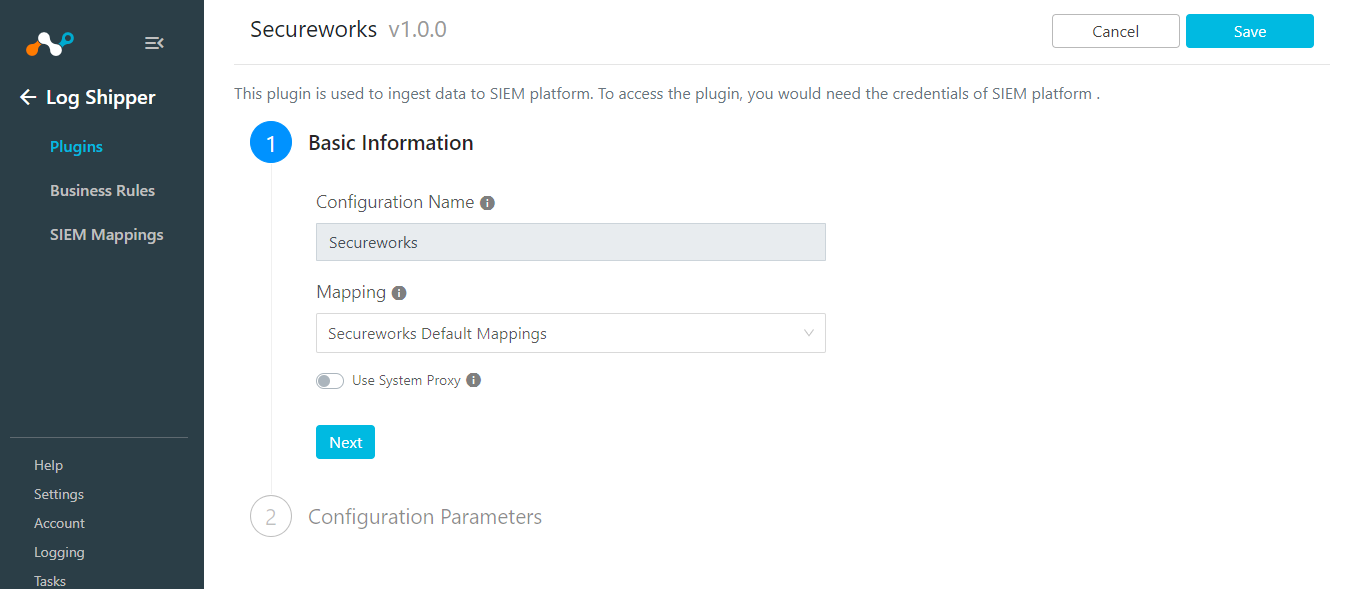 Log Shipper
Plugins
Business Rules
SIEM Mappings
Help
Settings
Account
Logging
Tasks
Secureworks v1.0.0
Cancel
Save
This plugin is used to ingest data to SIEM platform. To access the plugin, you would need the credentials of SIEM platform .
1 Basic Information
Configuration Name
Secureworks
Mapping
Secureworks Default Mappings
Use System Proxy
Next
2 Configuration Parameters